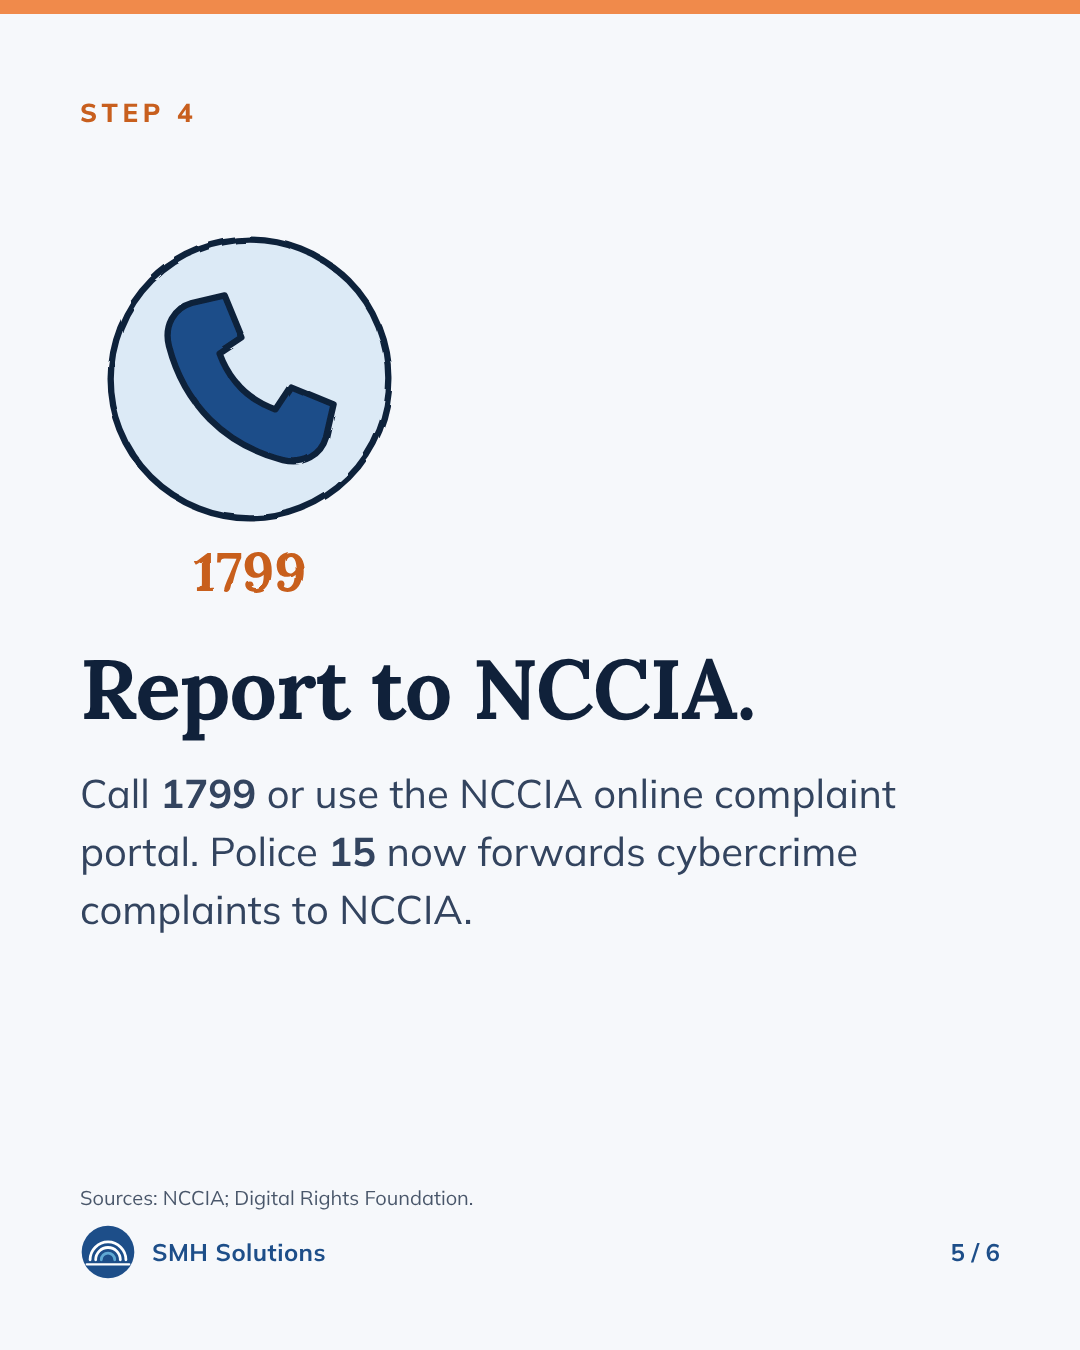 STEP 4
1799
Report to NCCIA.
Call 1799 or use the NCCIA online complaint
portal. Police 15 now forwards cybercrime
complaints to NCCIA.
Sources: NCCIA; Digital Rights Foundation.
SMH Solutions
5 / 6